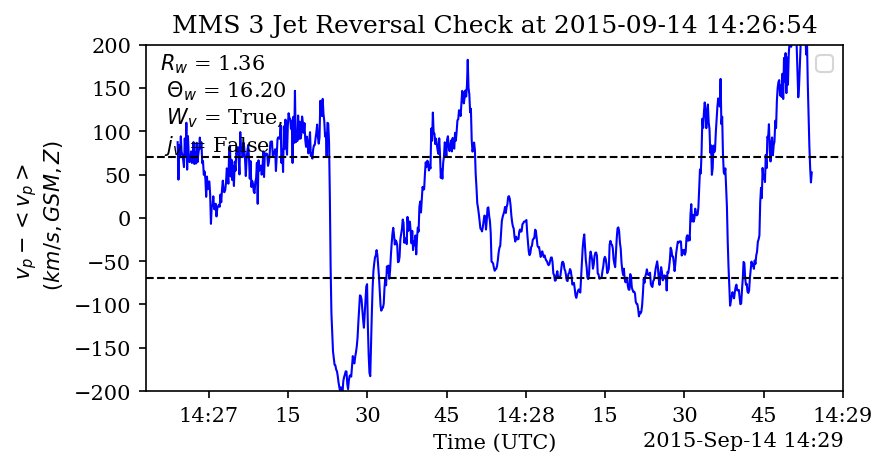 MMS 3 Jet Reversal Check at 2015-09-14 14:26:54
R_w = 1.36
Θ_w = 16.20
W_v = True,
j_v = False
200
150
100
50
0
−50
−100
−150
−200
v_p − < v_p >
(km/s, GSM, Z)
14:27 15 30 45 14:28 15 30 45 14:29
Time (UTC)
2015-Sep-14 14:29